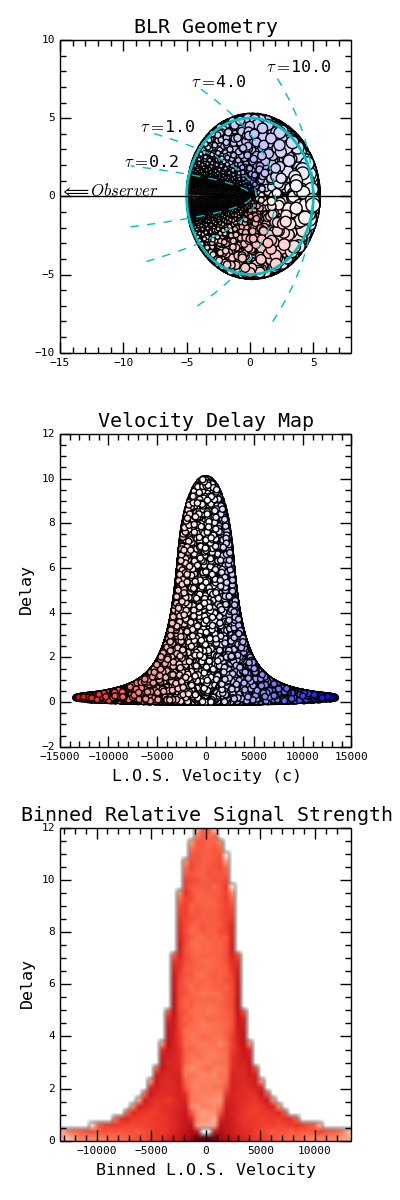 BLR Geometry
10
τ=10.0
τ=4.0
5
τ=1.0
τ=0.2
⟸Observer
0
−5
−10
−15 −10 −5 0 5
Velocity Delay Map
12
10
8
6
Delay
4
2
0
−2
−15000 −10000 −5000 0 5000 10000 15000
L.O.S. Velocity (c)
Binned Relative Signal Strength
12
10
8
6
Delay
4
2
0
−10000 −5000 0 5000 10000
Binned L.O.S. Velocity